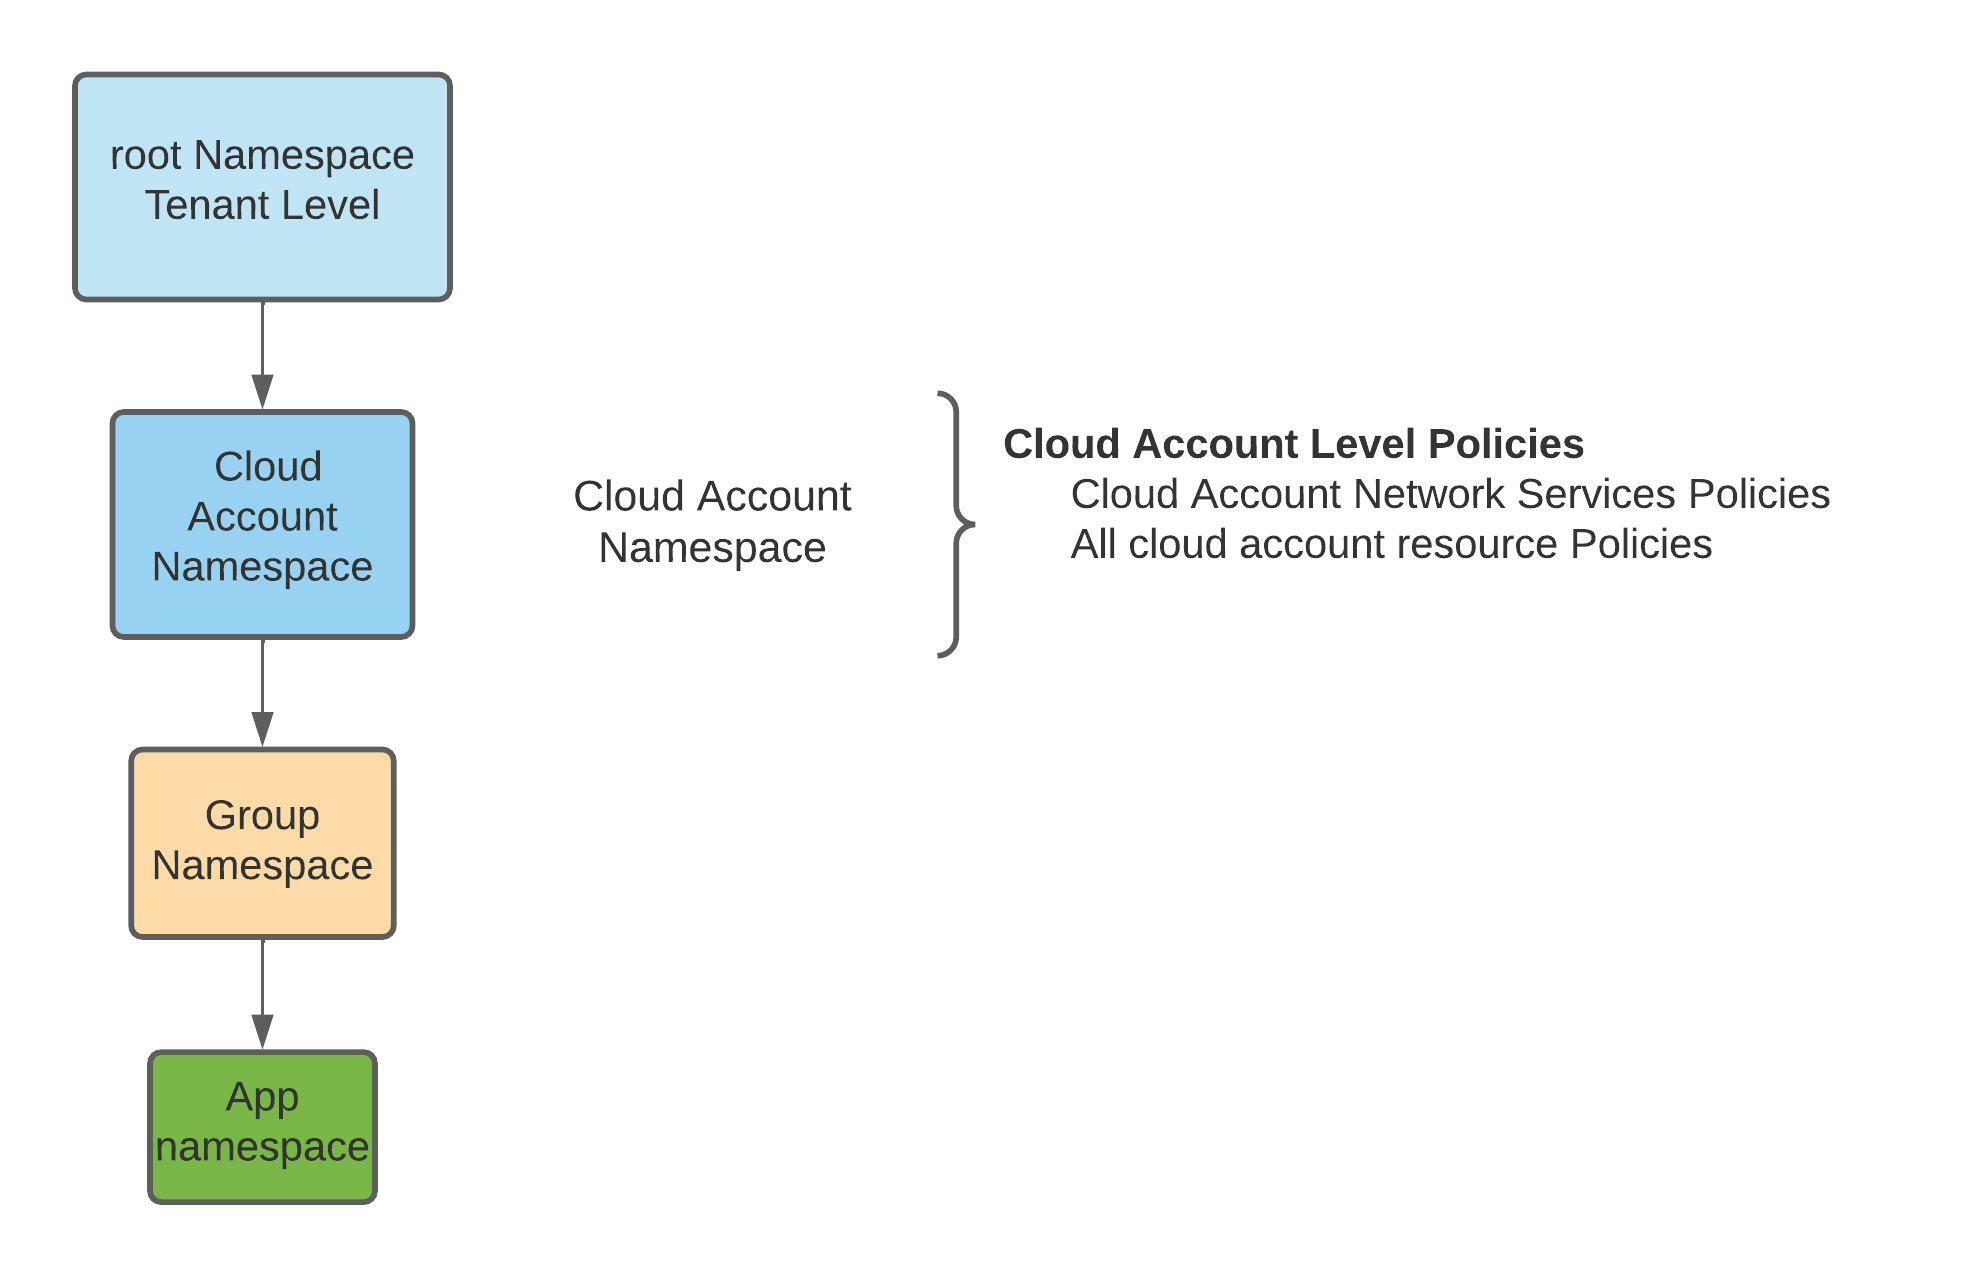 root Namespace
Tenant Level
Cloud
Account
Namespace
Cloud Account
Namespace
Cloud Account Level Policies
Cloud Account Network Services Policies
All cloud account resource Policies
Group
Namespace
App
namespace